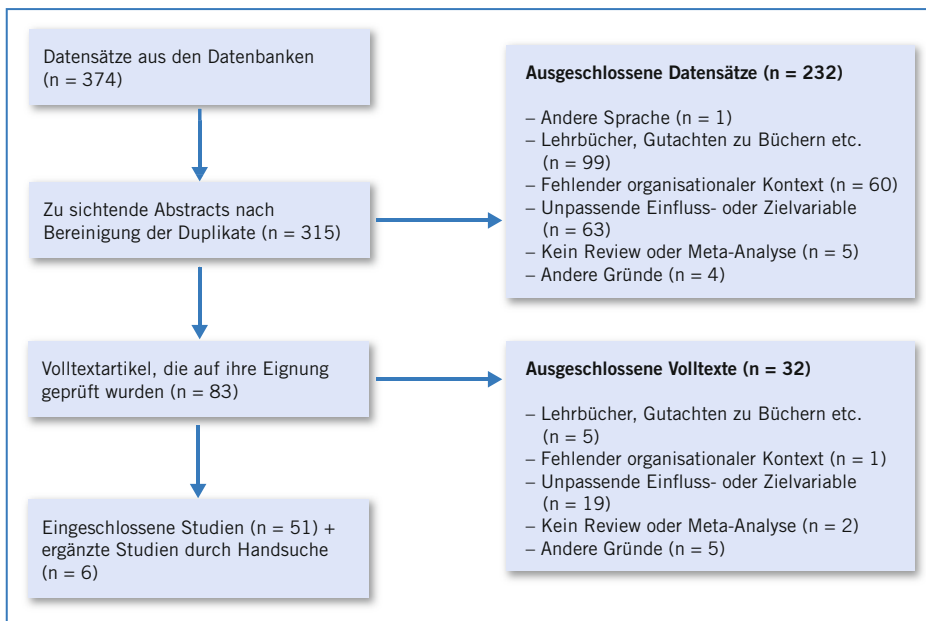 Datensätze aus den Datenbanken
(n = 374)
Ausgeschlossene Datensätze (n = 232)
– Andere Sprache (n = 1)
– Lehrbücher, Gutachten zu Büchern etc.
(n = 99)
– Fehlender organisationaler Kontext (n = 60)
– Unpassende Einfluss- oder Zielvariable
(n = 63)
– Kein Review oder Meta-Analyse (n = 5)
– Andere Gründe (n = 4)
Zu sichtende Abstracts nach
Bereinigung der Duplikate (n = 315)
Volltextartikel, die auf ihre Eignung
geprüft wurden (n = 83)
Ausgeschlossene Volltexte (n = 32)
– Lehrbücher, Gutachten zu Büchern etc.
(n = 5)
– Fehlender organisationaler Kontext (n = 1)
– Unpassende Einfluss- oder Zielvariable
(n = 19)
– Kein Review oder Meta-Analyse (n = 2)
– Andere Gründe (n = 5)
Eingeschlossene Studien (n = 51) +
ergänzte Studien durch Handsuche
(n = 6)